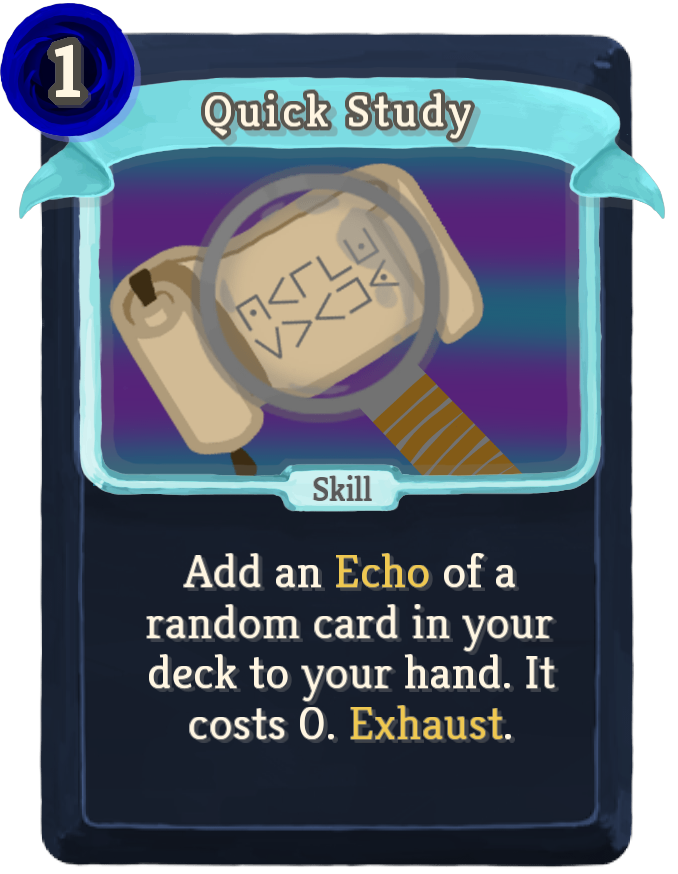 1
Quick Study
Skill
Add an Echo of a
random card in your
deck to your hand. It
costs 0. Exhaust.